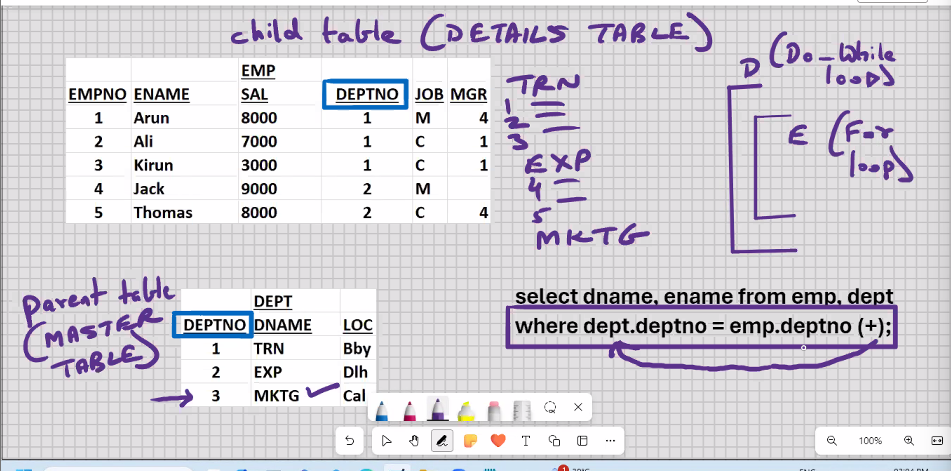 child table (DETAILS TABLE)
EMP
EMPNO ENAME SAL DEPTNO JOB MGR
1 Arun 8000 1 M 4
2 Ali 7000 1 C 1
3 Kirun 3000 1 C 1
4 Jack 9000 2 M
5 Thomas 8000 2 C 4
TRN
1
2
3
EXP
4
5
MKTG
D (Do-While
loop)
E (For
loop)
parent table
(MASTER
TABLE)
DEPT
DEPTNO DNAME LOC
1 TRN Bby
2 EXP Dlh
3 MKTG Cal
select dname, ename from emp, dept
where dept.deptno = emp.deptno (+);
100%